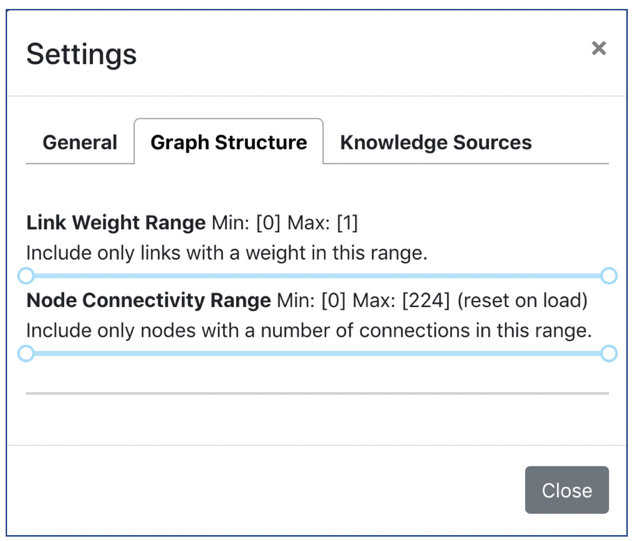 Settings
×
General Graph Structure Knowledge Sources
Link Weight Range Min: [0] Max: [1]
Include only links with a weight in this range.
Node Connectivity Range Min: [0] Max: [224] (reset on load)
Include only nodes with a number of connections in this range.
Close